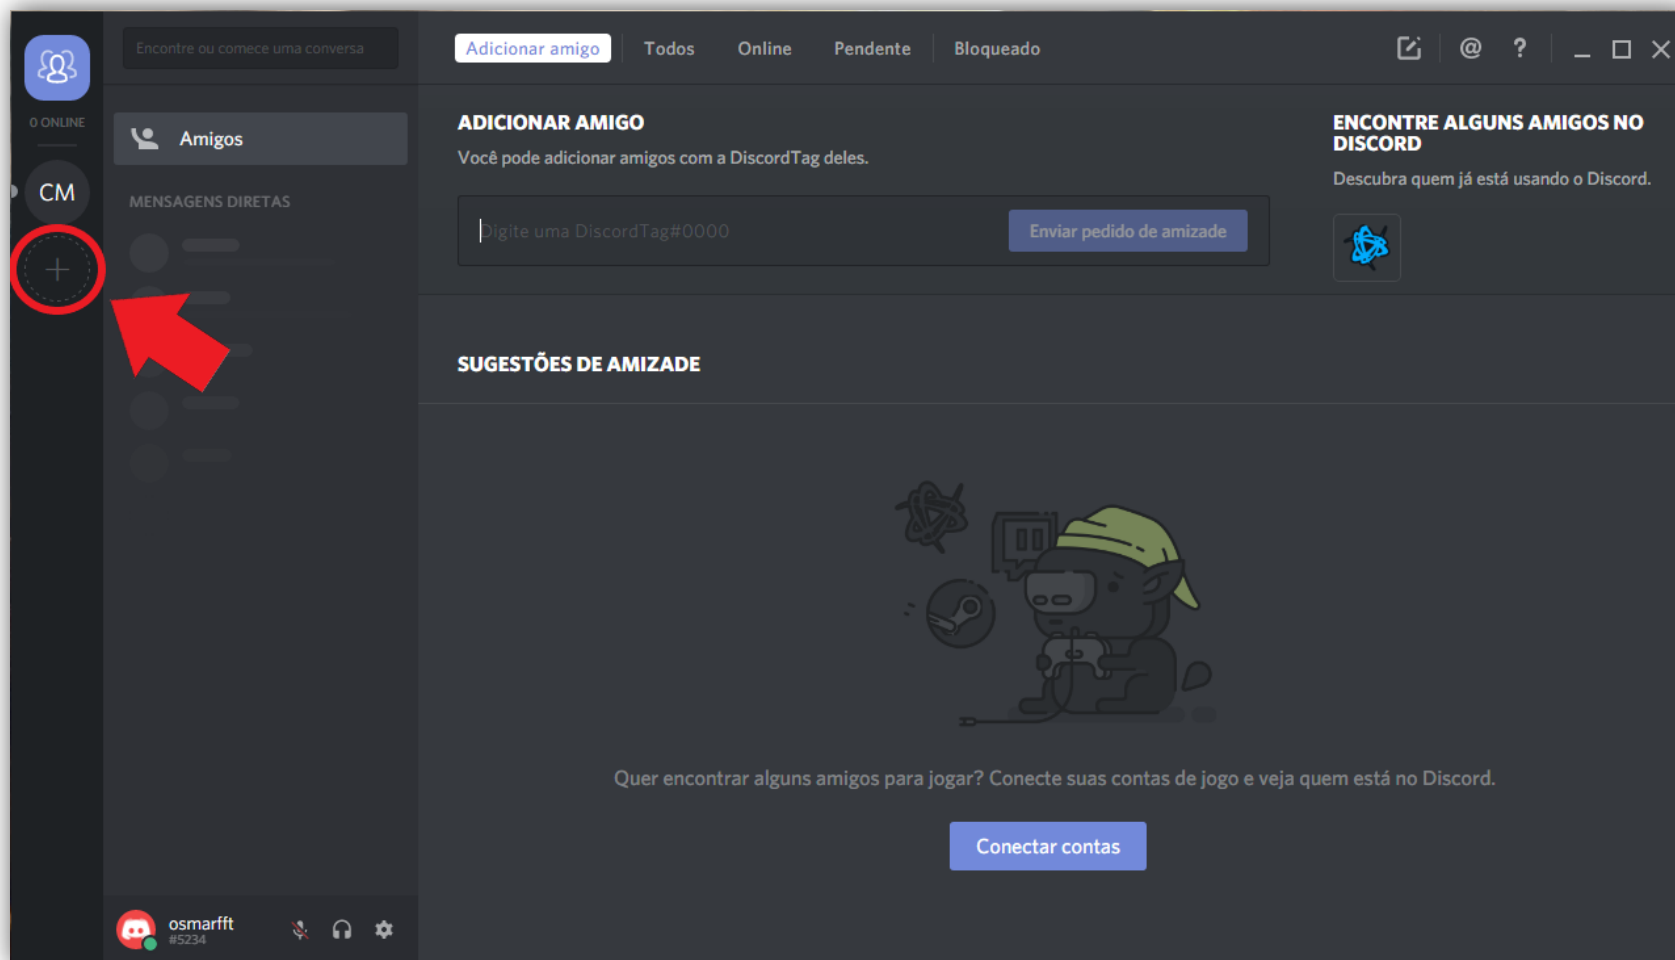 Encontre ou comece uma conversa
Adicionar amigo
Todos
Online
Pendente
Bloqueado
@
?
0 ONLINE
CM
Amigos
MENSAGENS DIRETAS
ADICIONAR AMIGO
Você pode adicionar amigos com a DiscordTag deles.
Digite uma DiscordTag#0000
Enviar pedido de amizade
ENCONTRE ALGUNS AMIGOS NO
DISCORD
Descubra quem já está usando o Discord.
SUGESTÕES DE AMIZADE
Quer encontrar alguns amigos para jogar? Conecte suas contas de jogo e veja quem está no Discord.
Conectar contas
osmarfft
#5234